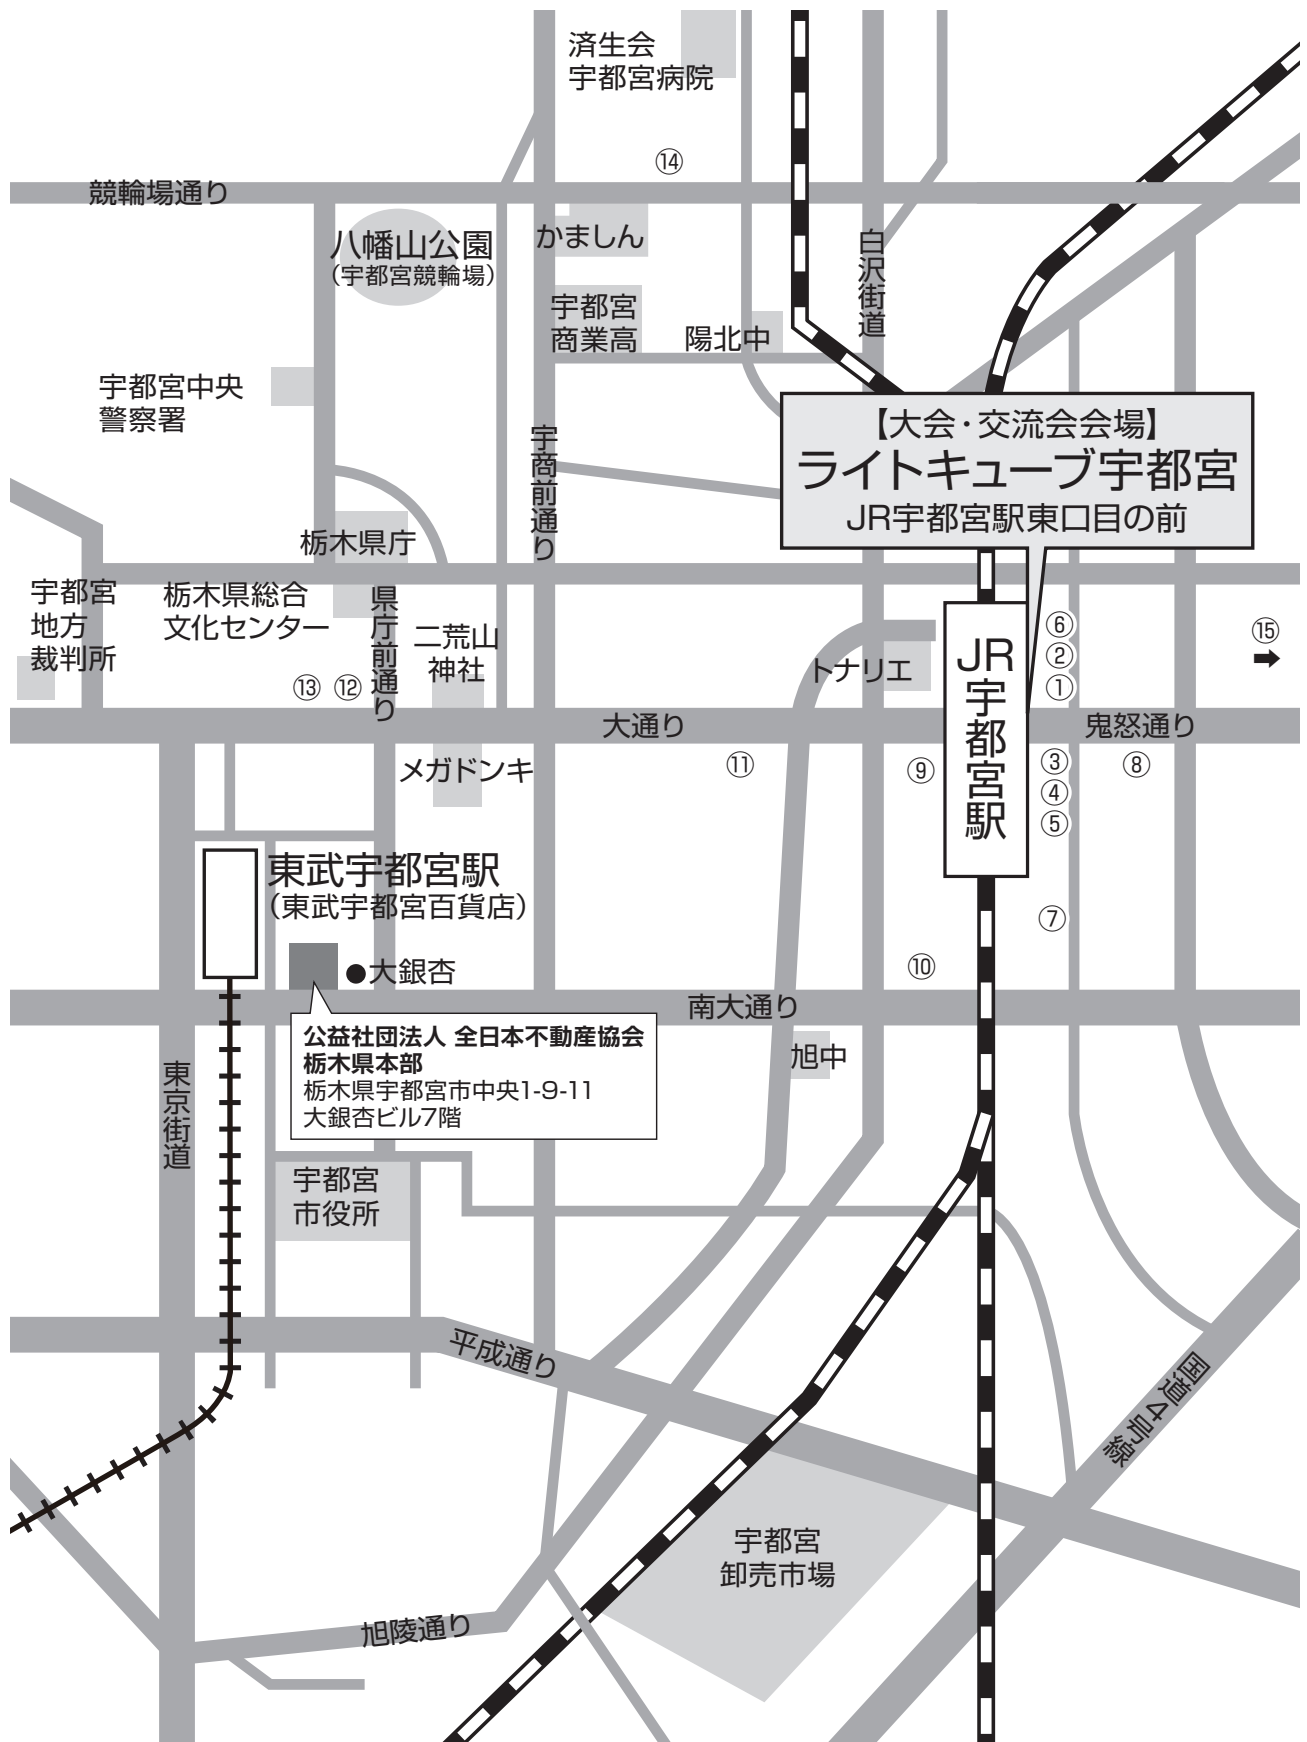 済生会
宇都宮病院
⑭
競輪場通り
八幡山公園
（宇都宮競輪場）
かましん
白沢街道
宇都宮
商業高
陽北中
宇都宮中央
警察署
【大会・交流会会場】
ライトキューブ宇都宮
JR宇都宮駅東口目の前
宇商前通り
栃木県庁
宇都宮
地方
裁判所
栃木県総合
文化センター
県庁前通り
二荒山
神社
トナリエ
JR宇都宮駅
⑥
②
①
⑮
➡
⑬
⑫
大通り
鬼怒通り
メガドンキ
⑪
⑨
③
④
⑤
⑧
東武宇都宮駅
（東武宇都宮百貨店）
⑦
⑩
●大銀杏
南大通り
公益社団法人 全日本不動産協会
栃木県本部
栃木県宇都宮市中央1-9-11
大銀杏ビル7階
旭中
東京街道
宇都宮
市役所
平成通り
国道4号線
宇都宮
卸売市場
旭陵通り